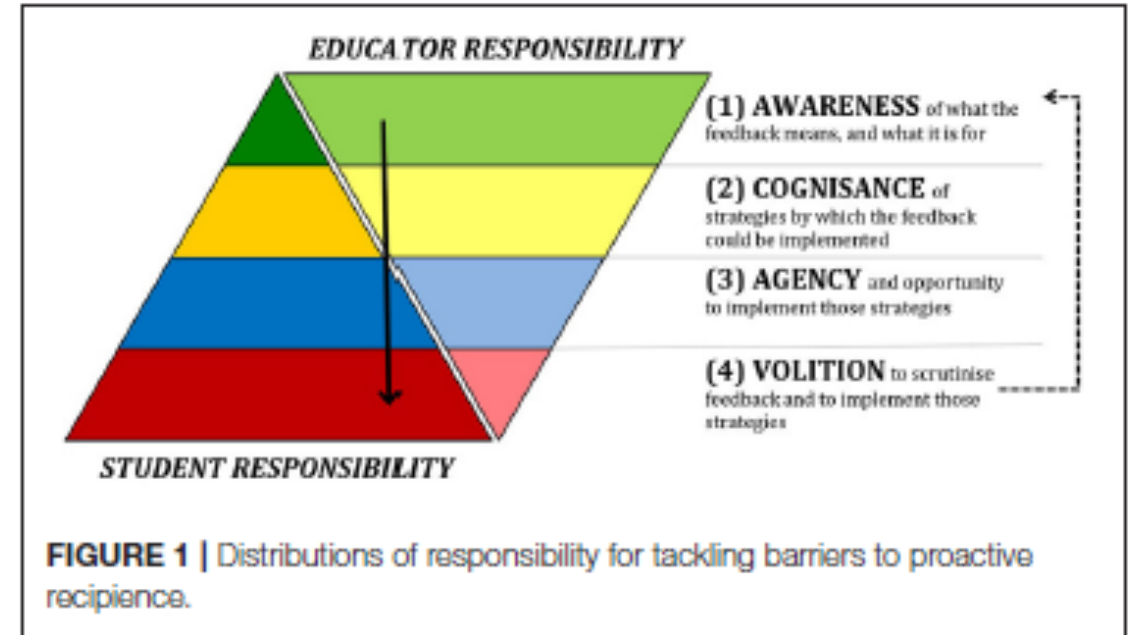 EDUCATOR RESPONSIBILITY
(1) AWARENESS of what the
feedback means, and what it is for
(2) COGNISANCE of
strategies by which the feedback
could be implemented
(3) AGENCY and opportunity
to implement those strategies
(4) VOLITION to scrutinise
feedback and to implement those
strategies
STUDENT RESPONSIBILITY
FIGURE 1 | Distributions of responsibility for tackling barriers to proactive
recipience.